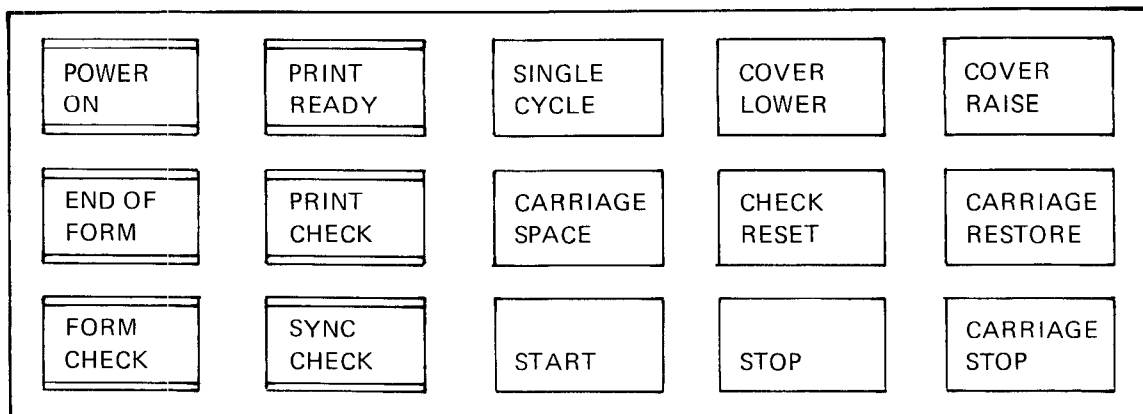 POWER
ON
PRINT
READY
SINGLE
CYCLE
COVER
LOWER
COVER
RAISE
END OF
FORM
PRINT
CHECK
CARRIAGE
SPACE
CHECK
RESET
CARRIAGE
RESTORE
FORM
CHECK
SYNC
CHECK
START
STOP
CARRIAGE
STOP